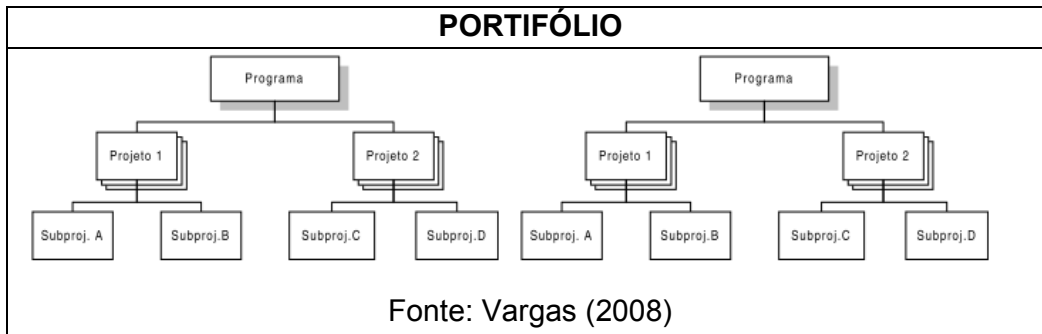 PORTIFÓLIO
Programa Programa
Projeto 1 Projeto 2 Projeto 1 Projeto 2
Subproj. A Subproj.B Subproj.C Subproj.D Subproj. A Subproj.B Subproj.C Subproj.D
Fonte: Vargas (2008)